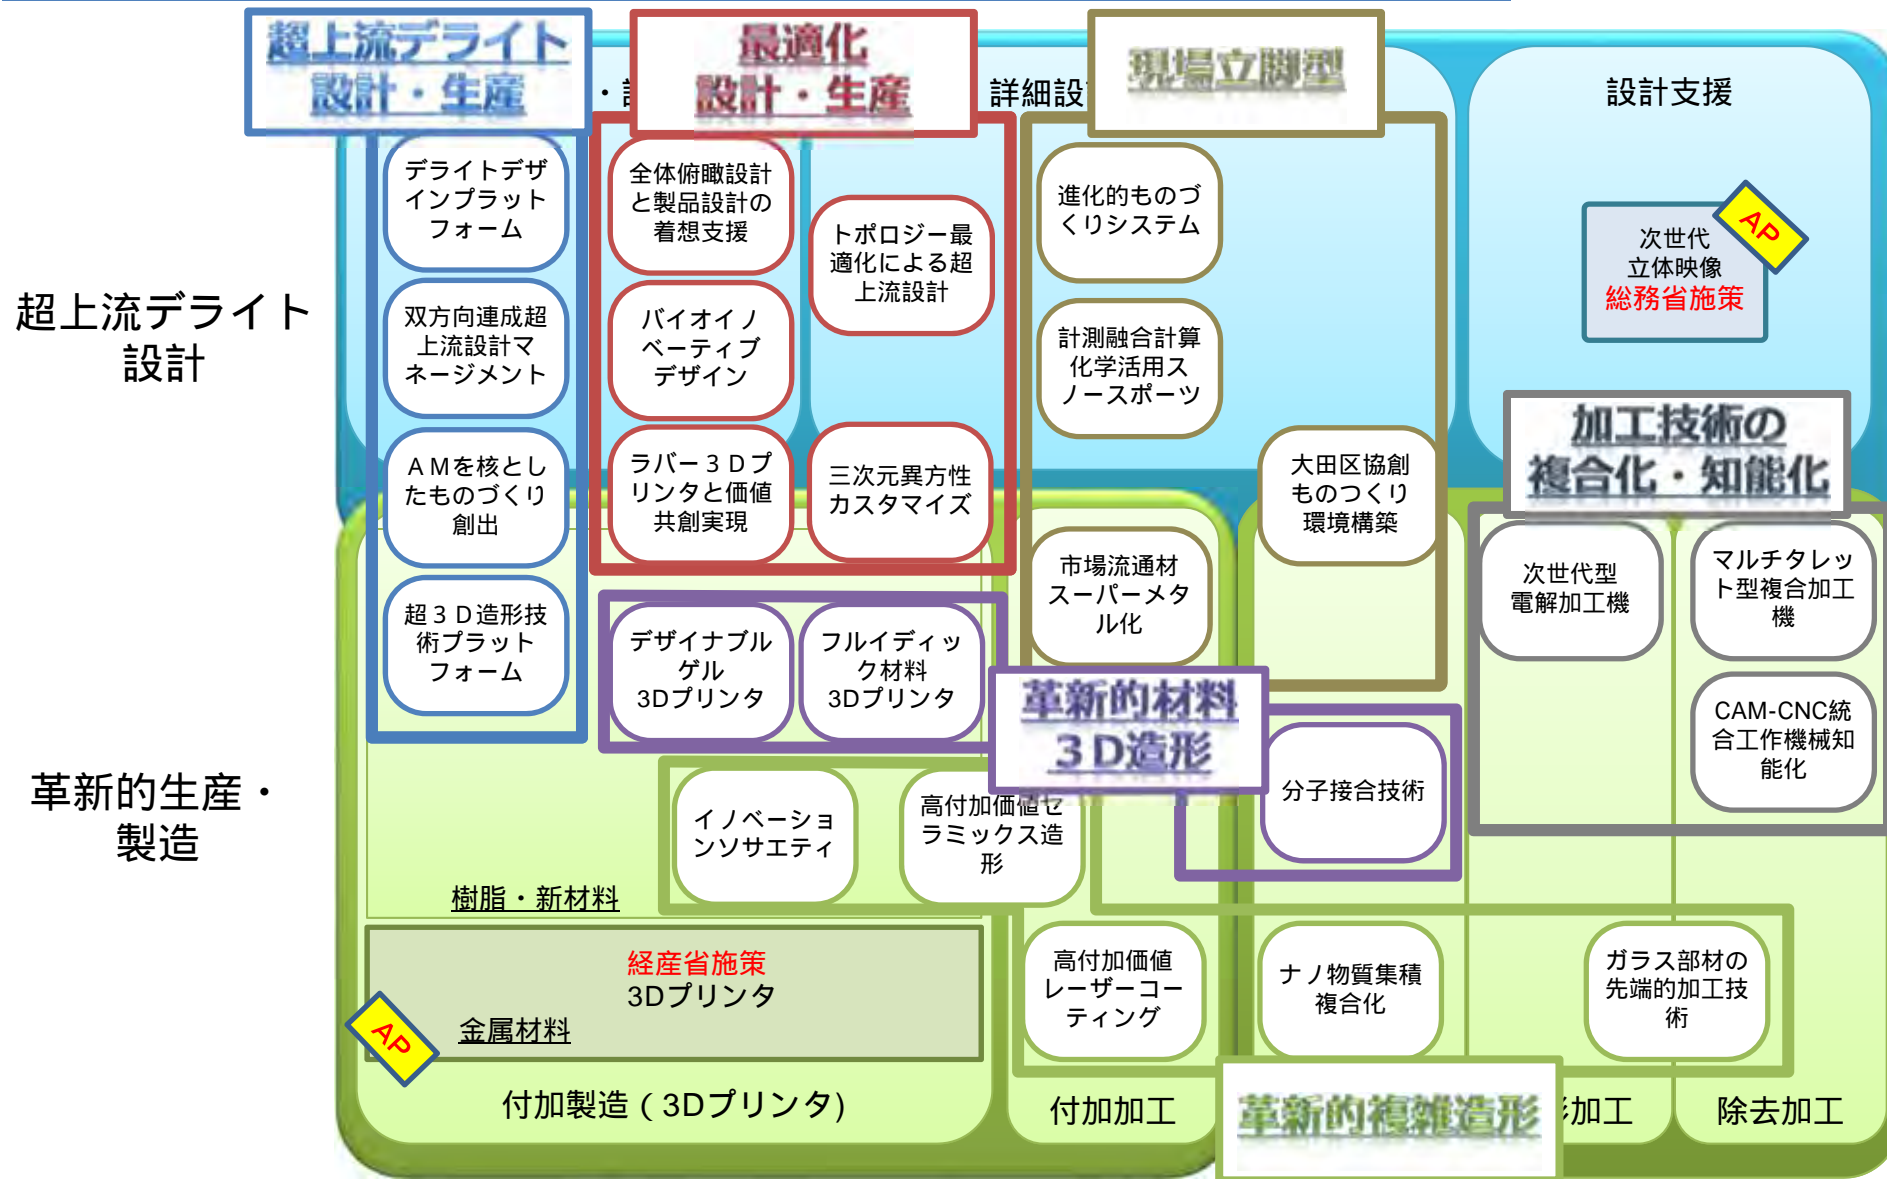 超上流デライト
設計・生産
最適化
設計・生産
現場立脚型
詳細設
設計支援
超上流デライト
設計
デライトデザ
インプラット
フォーム
双方向連成超
上流設計マ
ネージメント
ＡＭを核とし
たものづくり
創出
超３Ｄ造形技
術プラット
フォーム
全体俯瞰設計
と製品設計の
着想支援
バイオイノ
ベーティブ
デザイン
ラバー３Ｄプ
リンタと価値
共創実現
トポロジー最
適化による超
上流設計
三次元異方性
カスタマイズ
進化的ものづ
くりシステム
計測融合計算
化学活用ス
ノースポーツ
大田区協創
ものつくり
環境構築
市場流通材
スーパーメタ
ル化
次世代
立体映像
総務省施策
AP
加工技術の
複合化・知能化
次世代型
電解加工機
マルチタレッ
ト型複合加工
機
CAM-CNC統
合工作機械知
能化
革新的生産・
製造
デザイナブル
ゲル
3Dプリンタ
フルイディッ
ク材料
3Dプリンタ
革新的材料
３Ｄ造形
分子接合技術
イノベーショ
ンソサエティ
高付加価値セ
ラミックス造
形
樹脂・新材料
経産省施策
3Dプリンタ
金属材料
AP
高付加価値
レーザーコー
ティング
ナノ物質集積
複合化
ガラス部材の
先端的加工技
術
革新的複雑造形
付加製造（3Dプリンタ）
付加加工
加工
除去加工